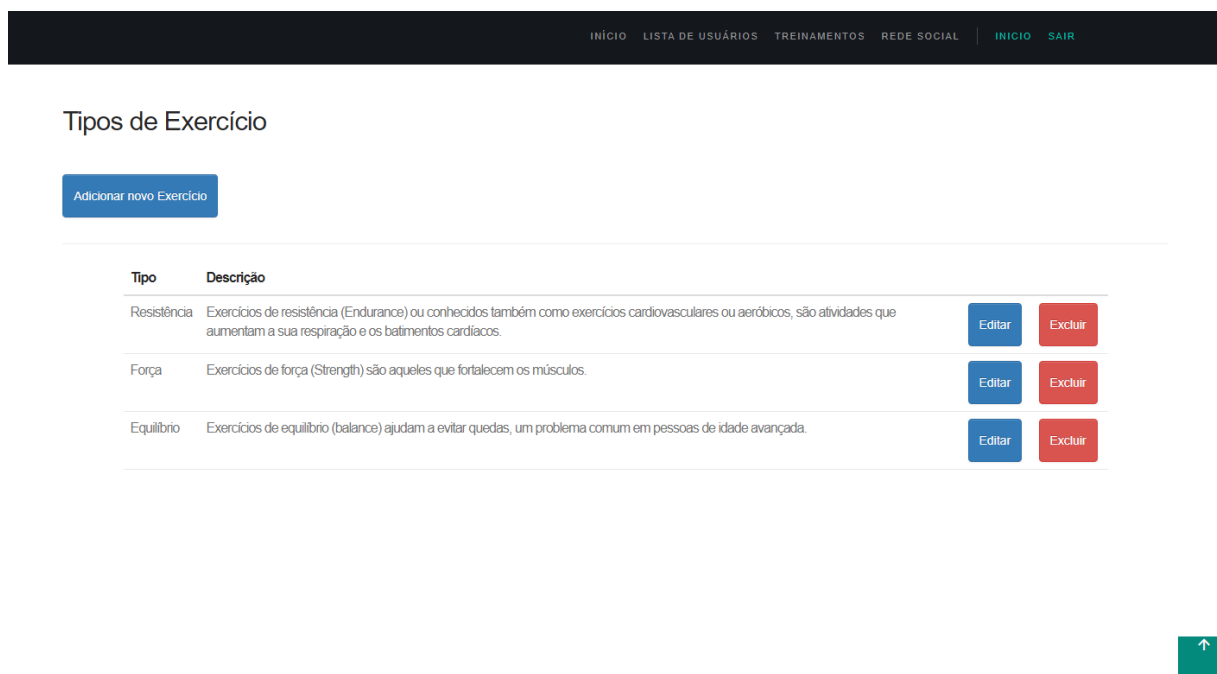 INÍCIO LISTA DE USUÁRIOS TREINAMENTOS REDE SOCIAL INICIO SAIR
Tipos de Exercício
Adicionar novo Exercício
Tipo Descrição
Resistência Exercícios de resistência (Endurance) ou conhecidos também como exercícios cardiovasculares ou aeróbicos, são atividades que
aumentam a sua respiração e os batimentos cardíacos.
Editar Excluir
Força Exercícios de força (Strength) são aqueles que fortalecem os músculos.
Editar Excluir
Equilíbrio Exercícios de equilíbrio (balance) ajudam a evitar quedas, um problema comum em pessoas de idade avançada.
Editar Excluir